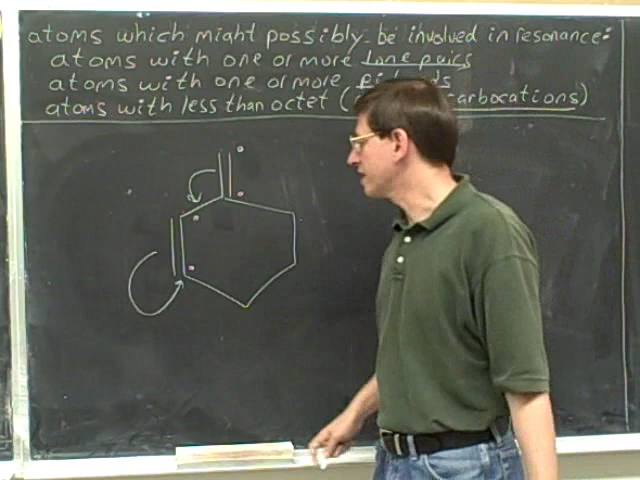 atoms which might possibly be involved in resonance:
atoms with one or more lone pairs
atoms with one or more
atoms with less than octet ( carbocations)